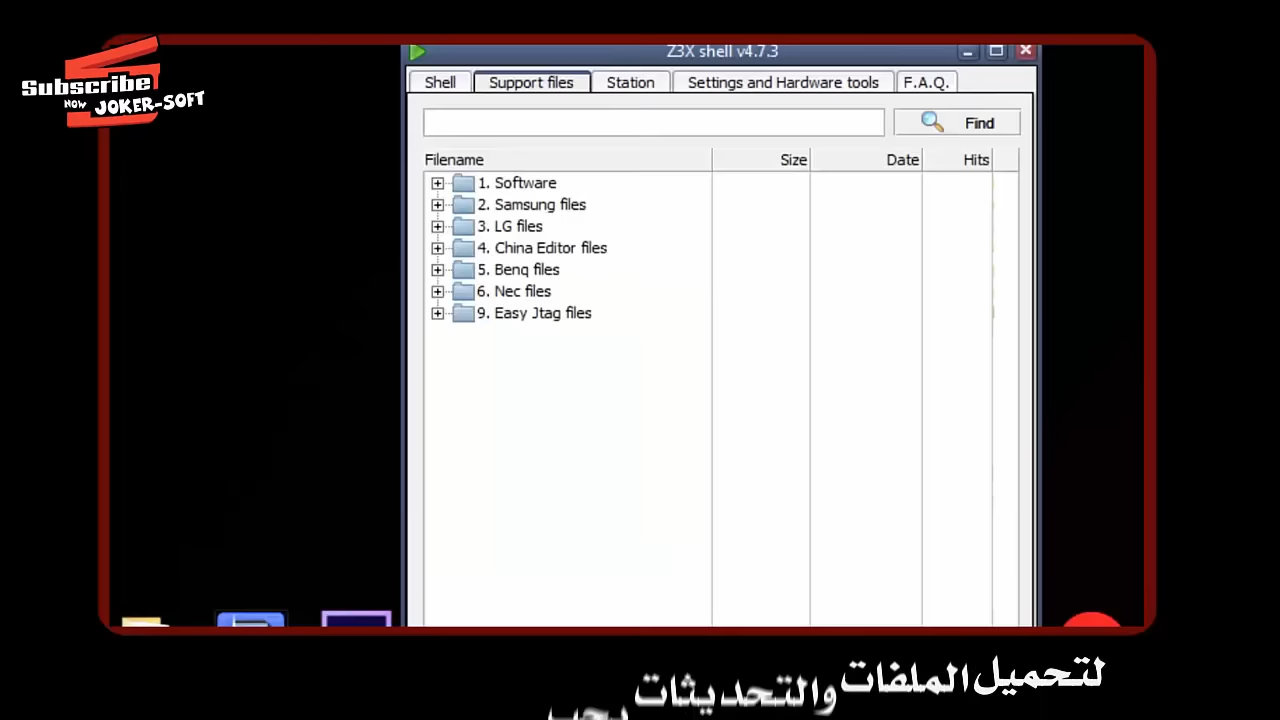 Z3X shell v4.7.3
Subscribe
NOW JOKER-SOFT
Shell Support files Station Settings and Hardware tools F.A.Q.
Find
Filename Size Date Hits
1. Software
2. Samsung files
3. LG files
4. China Editor files
5. Benq files
6. Nec files
9. Easy Jtag files
لتحميل الملفات والتحديثات